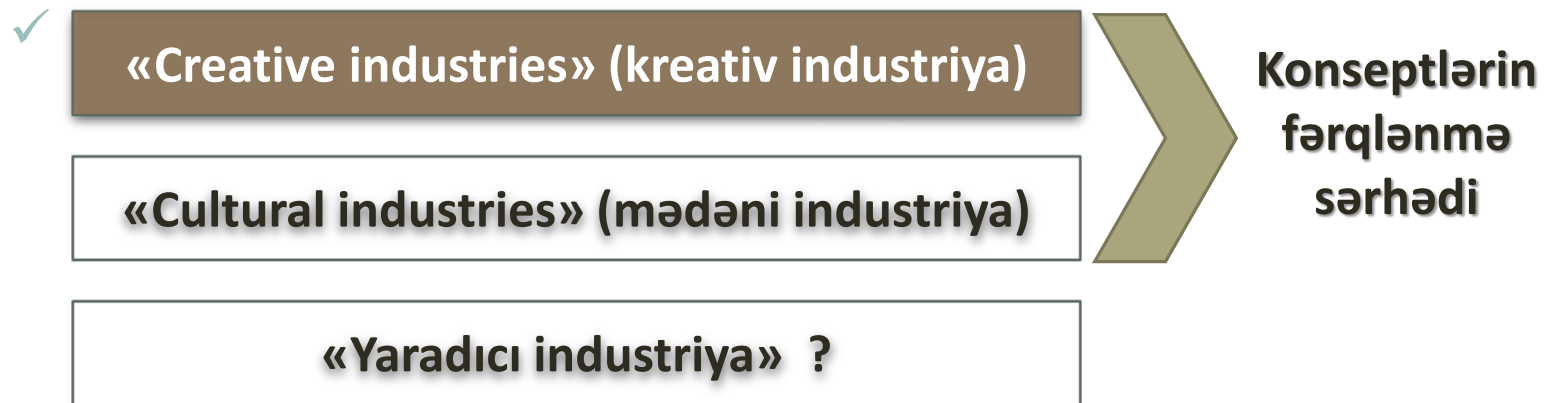 «Creative industries» (kreativ industriya)
«Cultural industries» (mədəni industriya)
«Yaradıcı industriya» ?
Konseptlərin
fərqlənmə
sərhədi